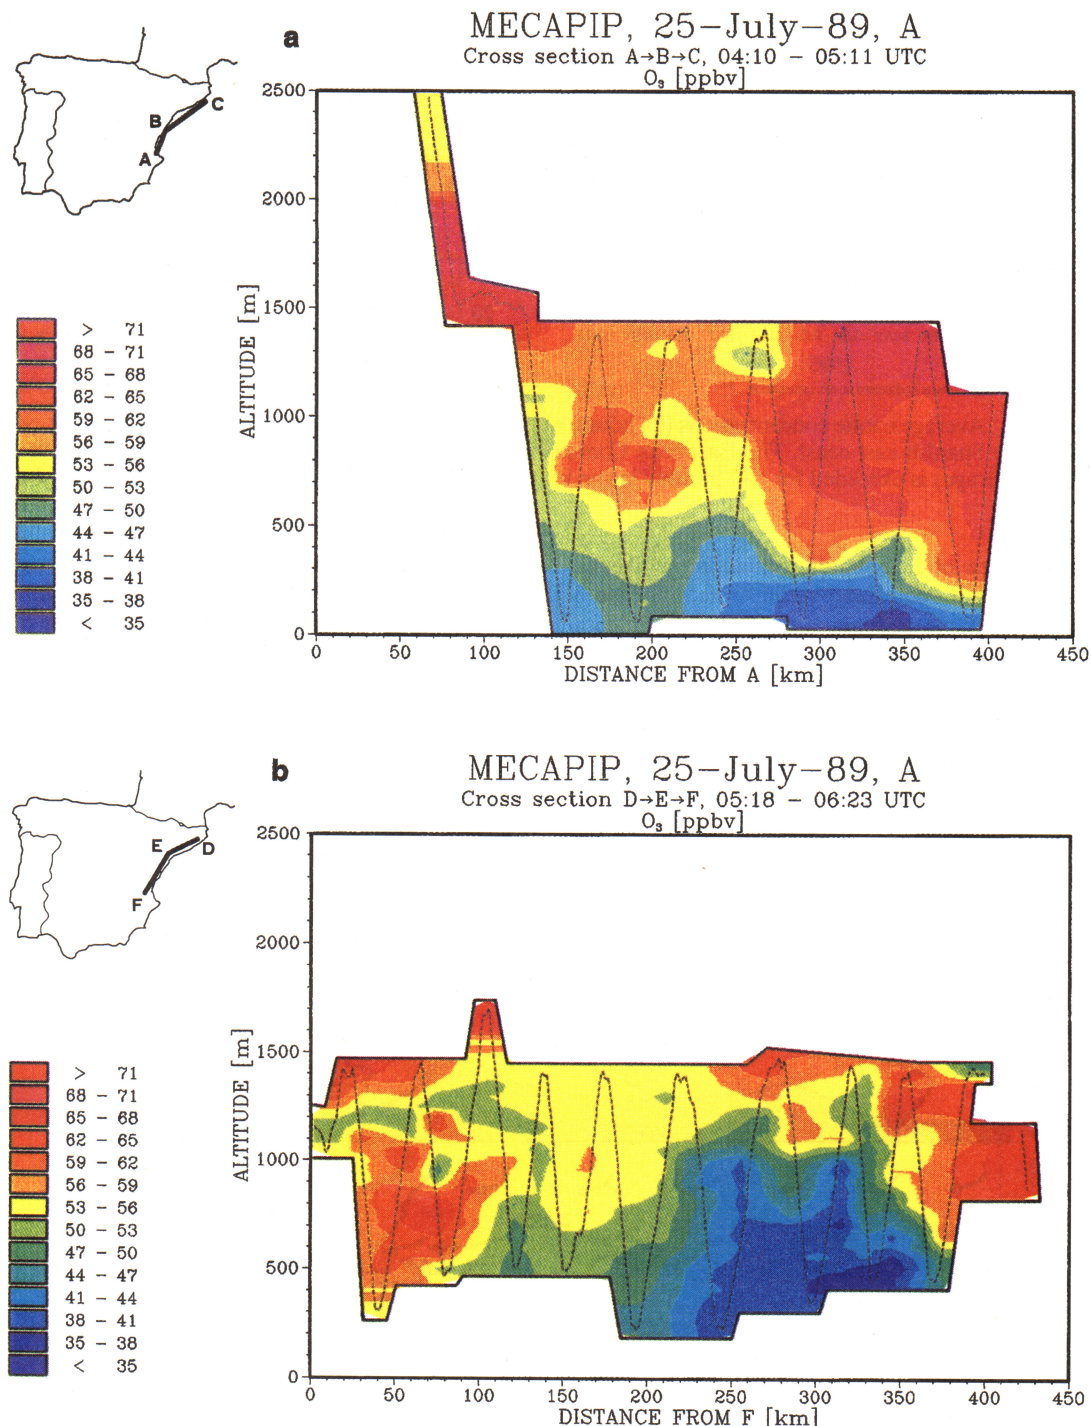 a
MECAPIP, 25-July-89, A
Cross section A→B→C, 04:10 - 05:11 UTC
O₃ [ppbv]
C
B
A
> 71
68 - 71
65 - 68
62 - 65
59 - 62
56 - 59
53 - 56
50 - 53
47 - 50
44 - 47
41 - 44
38 - 41
35 - 38
< 35
ALTITUDE [m]
2500
2000
1500
1000
500
0
0 50 100 150 200 250 300 350 400 450
DISTANCE FROM A [km]
b
MECAPIP, 25-July-89, A
Cross section D→E→F, 05:18 - 06:23 UTC
O₃ [ppbv]
E
D
F
> 71
68 - 71
65 - 68
62 - 65
59 - 62
56 - 59
53 - 56
50 - 53
47 - 50
44 - 47
41 - 44
38 - 41
35 - 38
< 35
ALTITUDE [m]
2500
2000
1500
1000
500
0
0 50 100 150 200 250 300 350 400 450
DISTANCE FROM F [km]